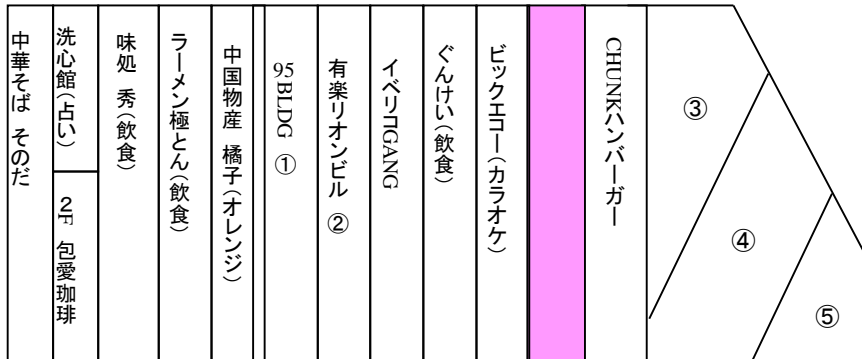 中華そば そのだ
洗心館(占い)
2F 包愛珈琲
味処 秀(飲食)
ラーメン極とん(飲食)
中国物産 橘子(オレンジ)
95 BLDG ①
有楽リオンビル ②
イベリコGANG
ぐんけい(飲食)
ビックエコー(カラオケ)
CHUNKハンバーガー
③
④
⑤